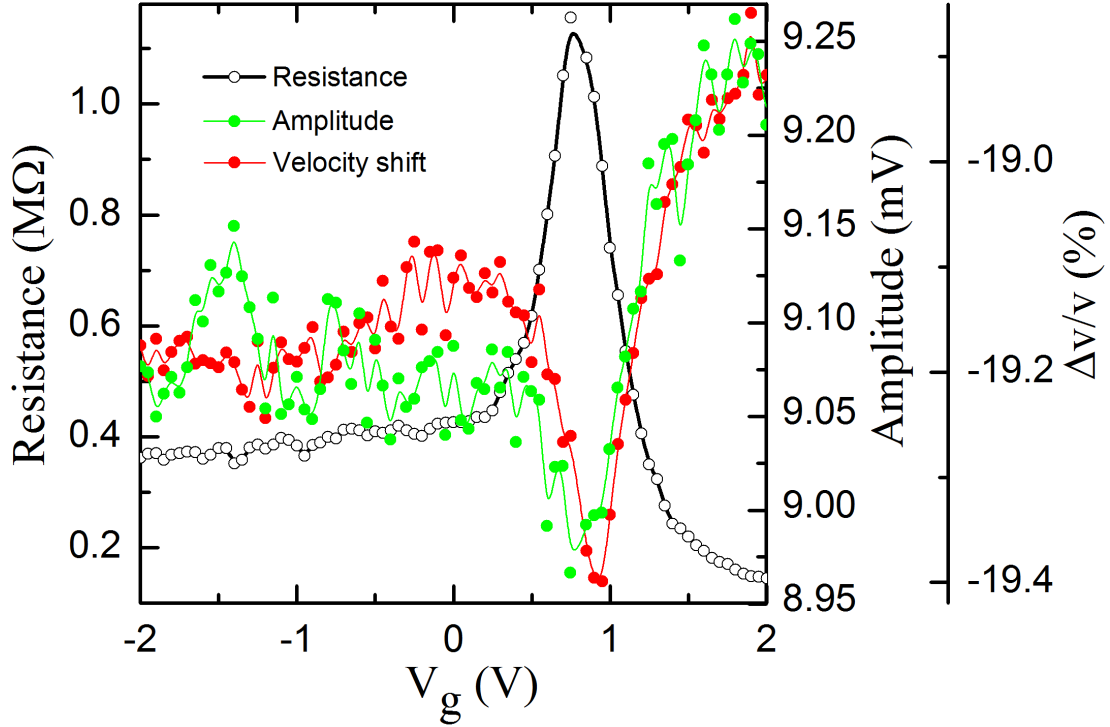 Resistance
Amplitude
Velocity shift
Resistance (MΩ)
1.0
0.8
0.6
0.4
0.2
-2
-1
0
1
2
V_g (V)
9.25
9.20
9.15
9.10
9.05
9.00
8.95
Amplitude (mV)
-19.0
-19.2
-19.4
Δv/v (%)